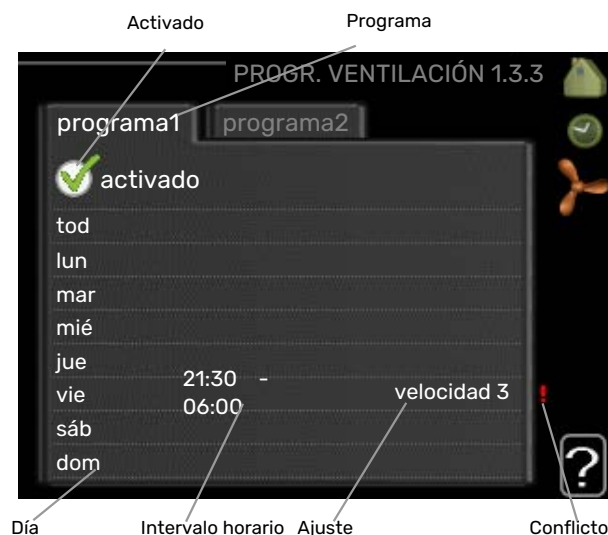 Activado
Programa
PROGR. VENTILACIÓN 1.3.3
programa1
programa2
activado
tod
lun
mar
mié
jue
vie
21:30 -
06:00
velocidad 3
!
sáb
dom
?
Día
Intervalo horario
Ajuste
Conflicto